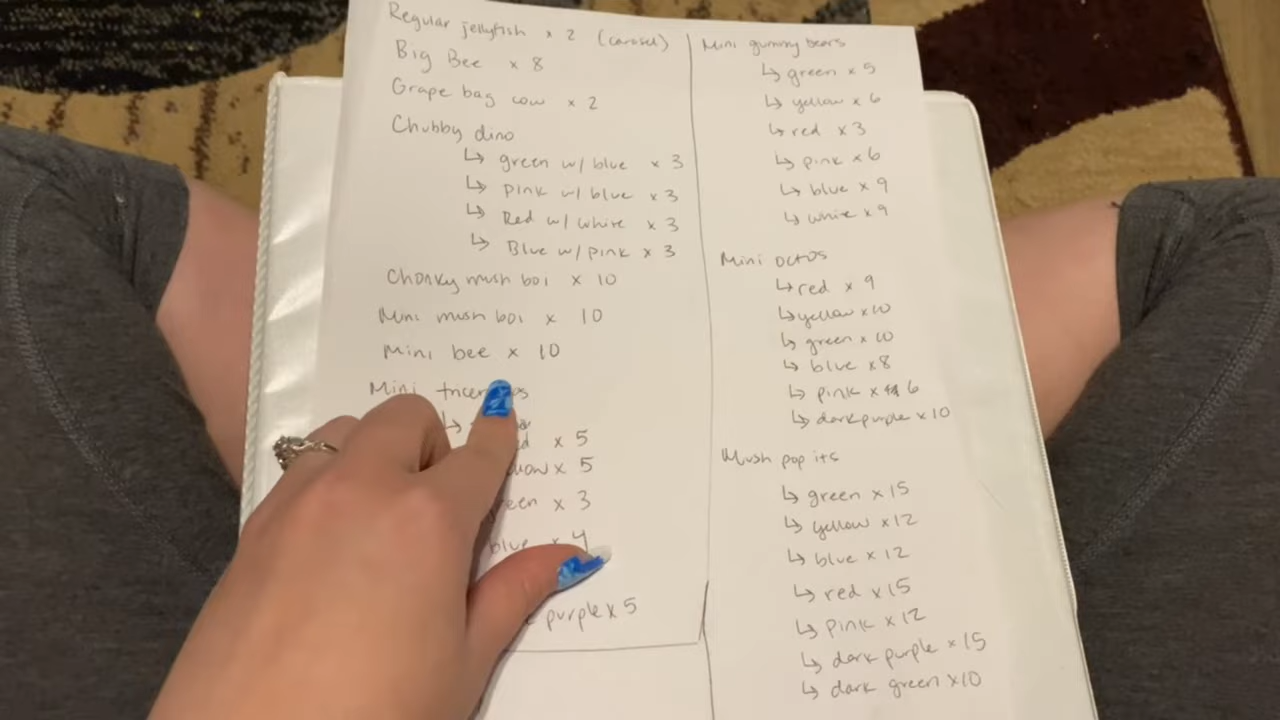 Regular jellyfish x 2 (carosel)
Big Bee x 8
Grape bag cow x 2
Chubby dino
↳ green w/ blue x 3
↳ pink w/ blue x 3
↳ Red w/ white x 3
↳ Blue w/ pink x 3
Chonky mush boi x 10
Mini mush boi x 10
Mini bee x 10
Mini
↳
x 5
x 5
x 3
blue x 4
purple x 5
Mini gummy bears
↳ green x 5
↳ yellow x 6
↳ red x 3
↳ pink x 6
↳ blue x 9
↳ white x 9
Mini octos
↳ red x 9
↳ yellow x 10
↳ green x 10
↳ blue x 8
↳ pink x 6
↳ dark purple x 10
Mush pop its
↳ green x 15
↳ yellow x 12
↳ blue x 12
↳ red x 15
↳ pink x 12
↳ dark purple x 15
↳ dark green x 10